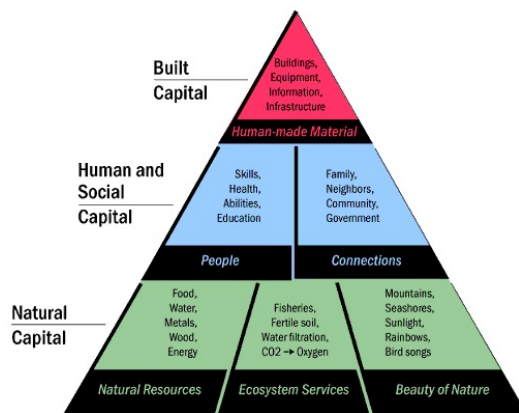 Built
Capital
Buildings,
Equipment,
Information,
Infrastructure
Human-made Material
Human and
Social
Capital
Skills,
Health,
Abilities,
Education
People
Family,
Neighbors,
Community,
Government
Connections
Natural
Capital
Food,
Water,
Metals,
Wood,
Energy
Natural Resources
Fisheries,
Fertile soil,
Water filtration,
CO2 → Oxygen
Ecosystem Services
Mountains,
Seashores,
Sunlight,
Rainbows,
Bird songs
Beauty of Nature